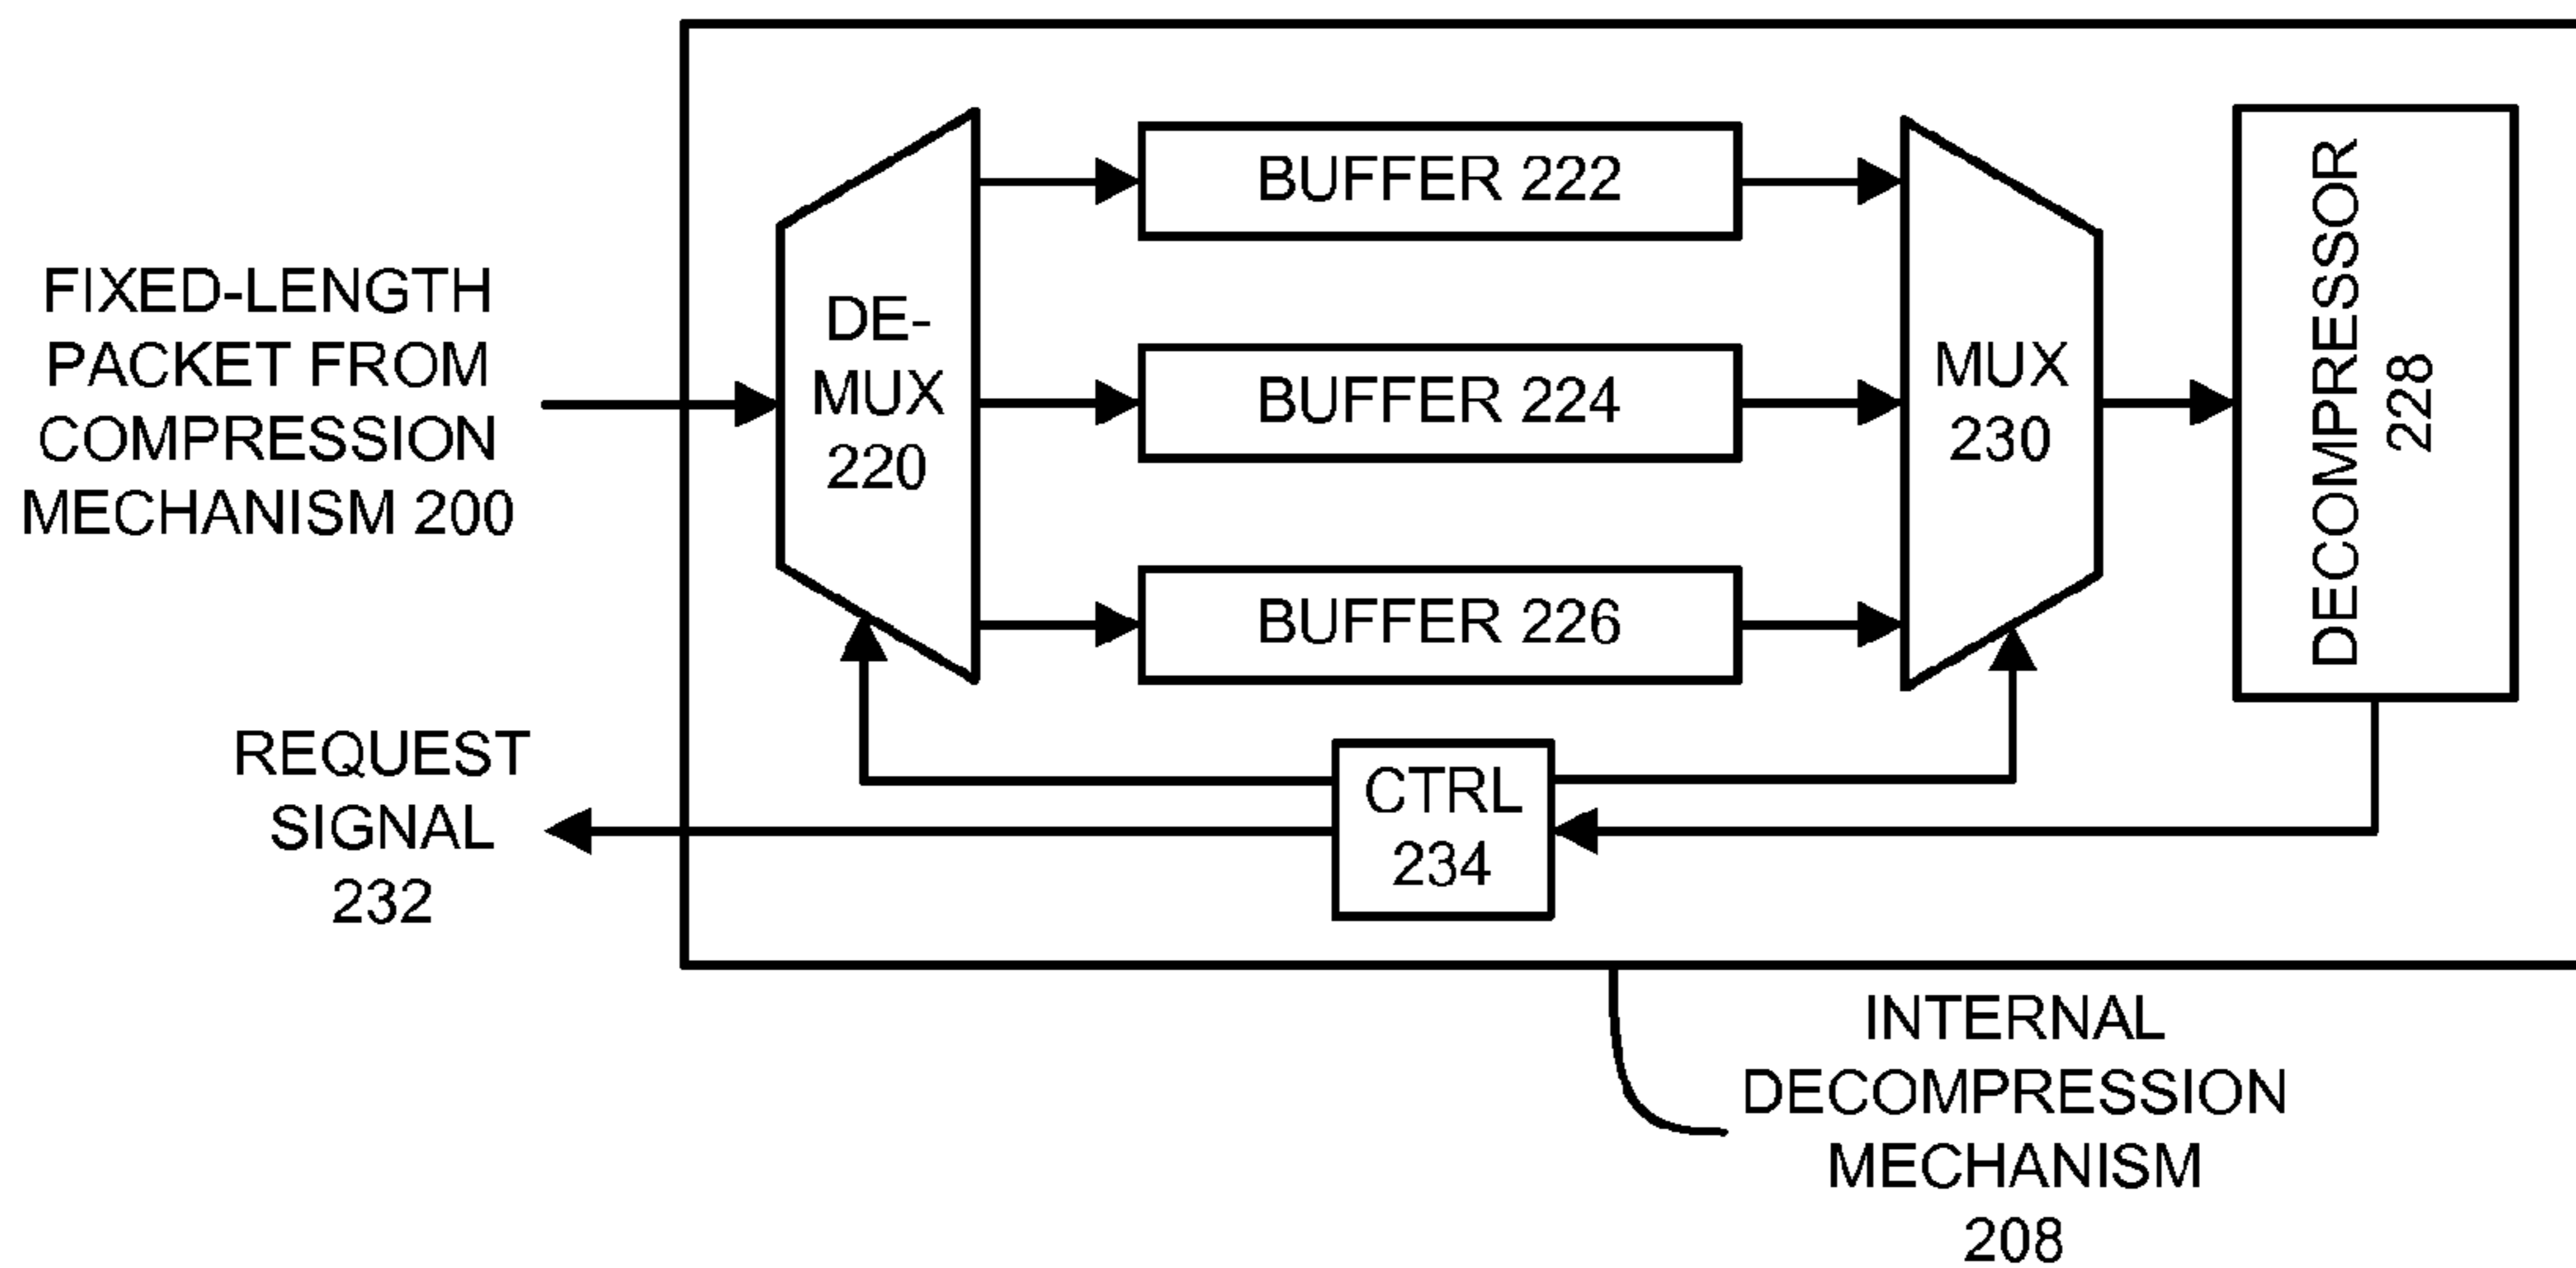 FIXED-LENGTH
PACKET FROM
COMPRESSION
MECHANISM 200
DE-
MUX
220
BUFFER 222
BUFFER 224
BUFFER 226
MUX
230
DECOMPRESSOR
228
REQUEST
SIGNAL
232
CTRL
234
INTERNAL
DECOMPRESSION
MECHANISM
208